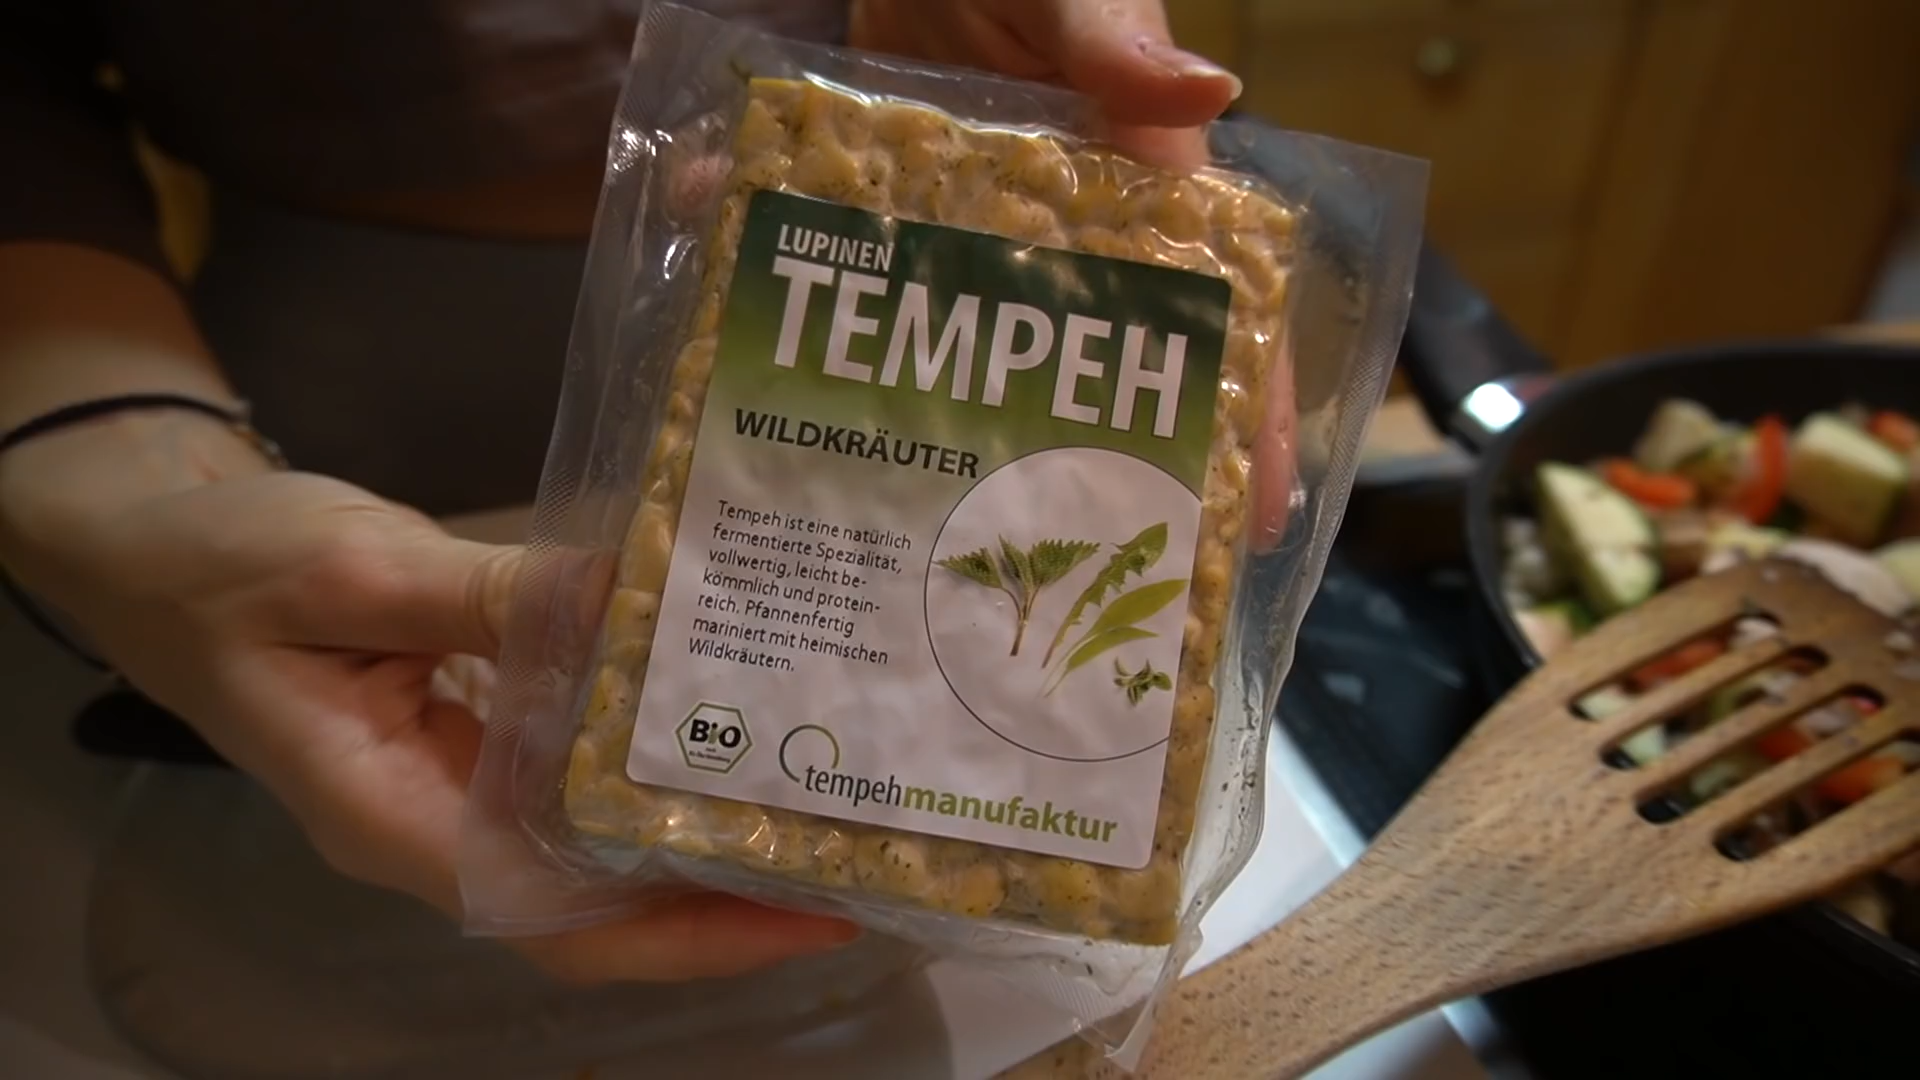 LUPINEN
TEMPEH
WILDKRÄUTER
Tempeh ist eine natürlich
fermentierte Spezialität,
vollwertig, leicht be-
kömmlich und protein-
reich. Pfannenfertig
mariniert mit heimischen
Wildkräutern.
BiO
tempehmanufaktur